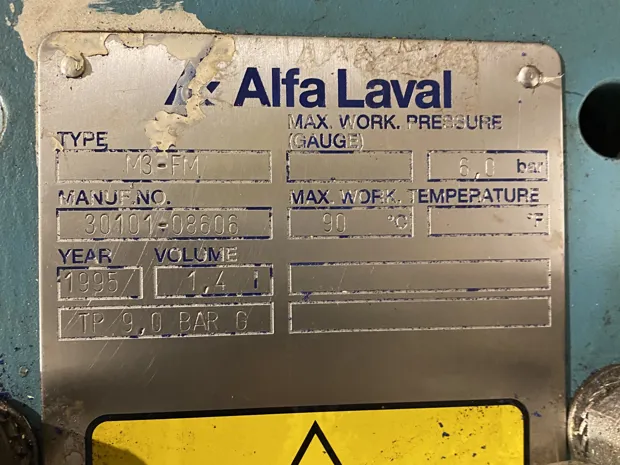 Alfa Laval
TYPE
M3-FM
MAX. WORK. PRESSURE
(GAUGE)
6,0 bar
MANUF.NO.
30101-08606
MAX. WORK. TEMPERATURE
90 °C °F
YEAR VOLUME
1995 1,4 l
TP 9,0 BAR G